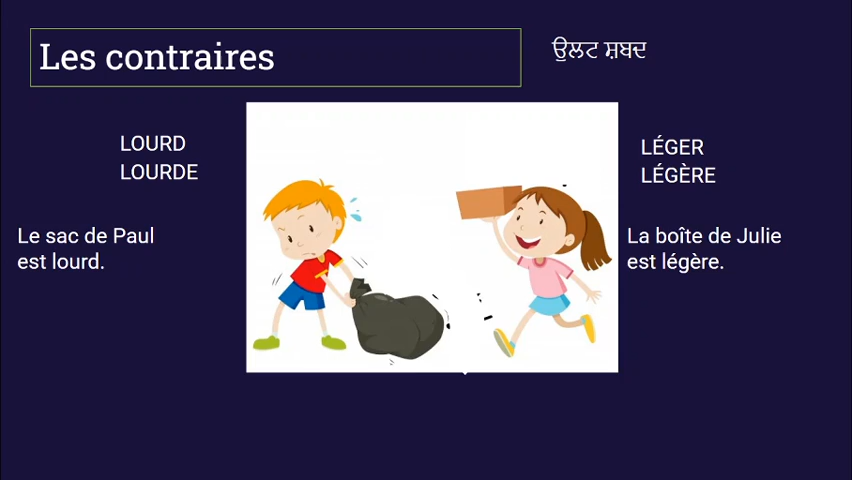 Les contraires
ਉਲਟ ਸ਼ਬਦ
LOURD
LOURDE
LÉGER
LÉGÈRE
Le sac de Paul
est lourd.
La boîte de Julie
est légère.